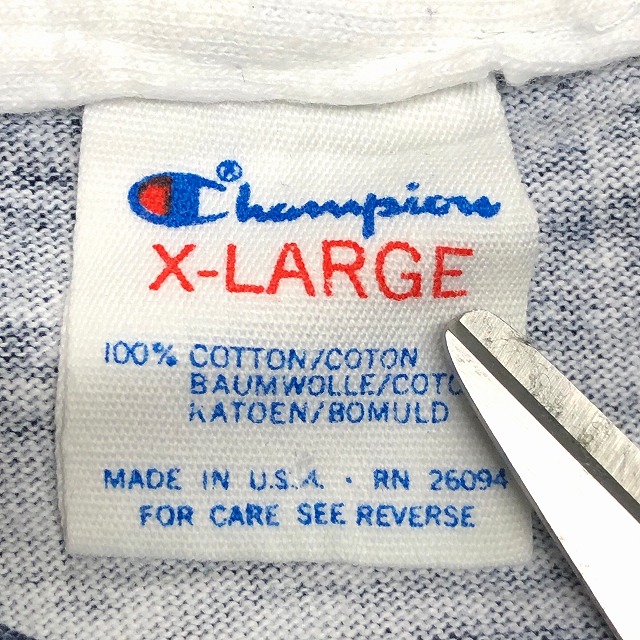 Champion®
X-LARGE
100% COTTON/COTON
BAUMWOLLE/COTO
KATOEN/BOMULD
MADE IN U.S.A. · RN 26094
FOR CARE SEE REVERSE